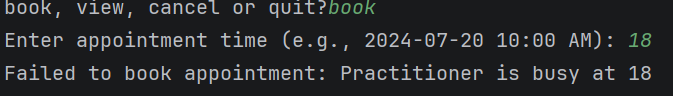 book, view, cancel or quit?book
Enter appointment time (e.g., 2024-07-20 10:00 AM): 18
Failed to book appointment: Practitioner is busy at 18